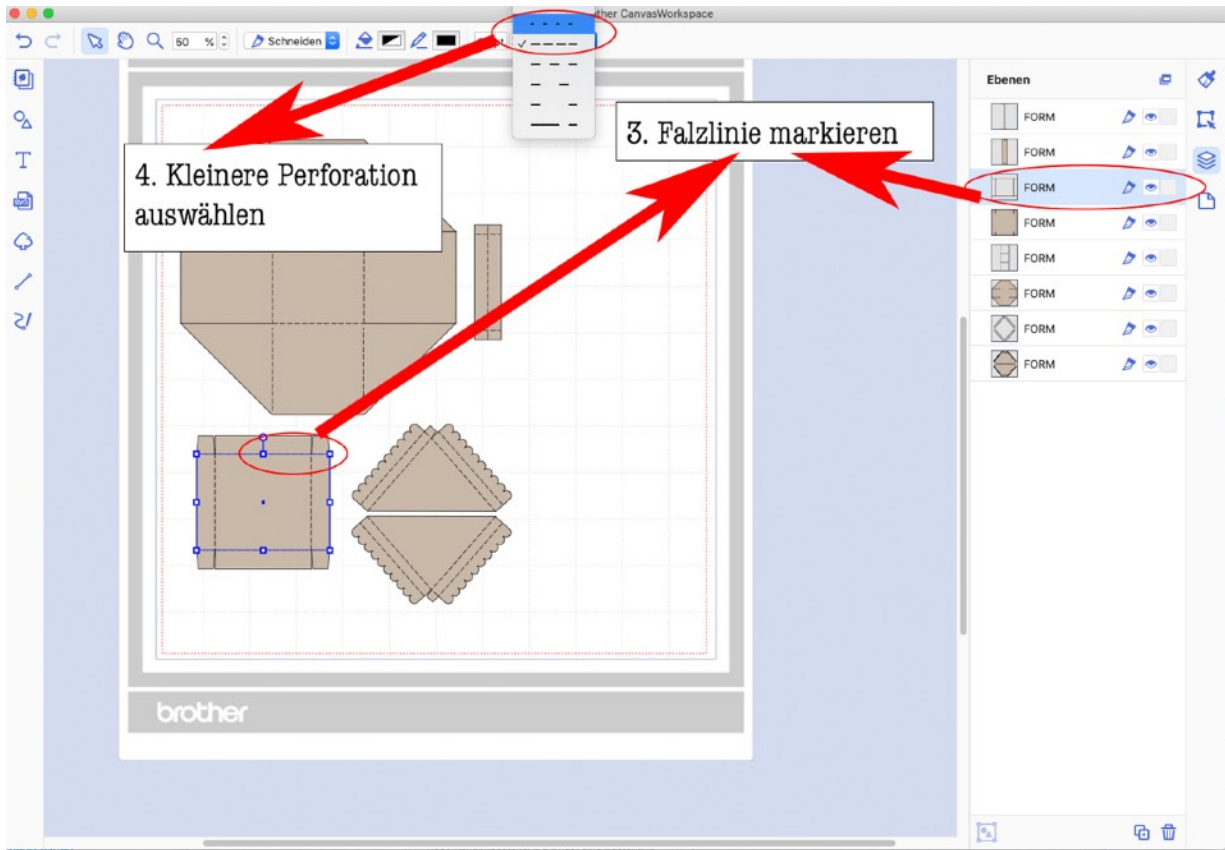 ther CanvasWorkspace
50 %
Schneiden
Ebenen
FORM
FORM
FORM
FORM
FORM
FORM
FORM
FORM
3. Falzlinie markieren
4. Kleinere Perforation
auswählen
T
SVG
brother